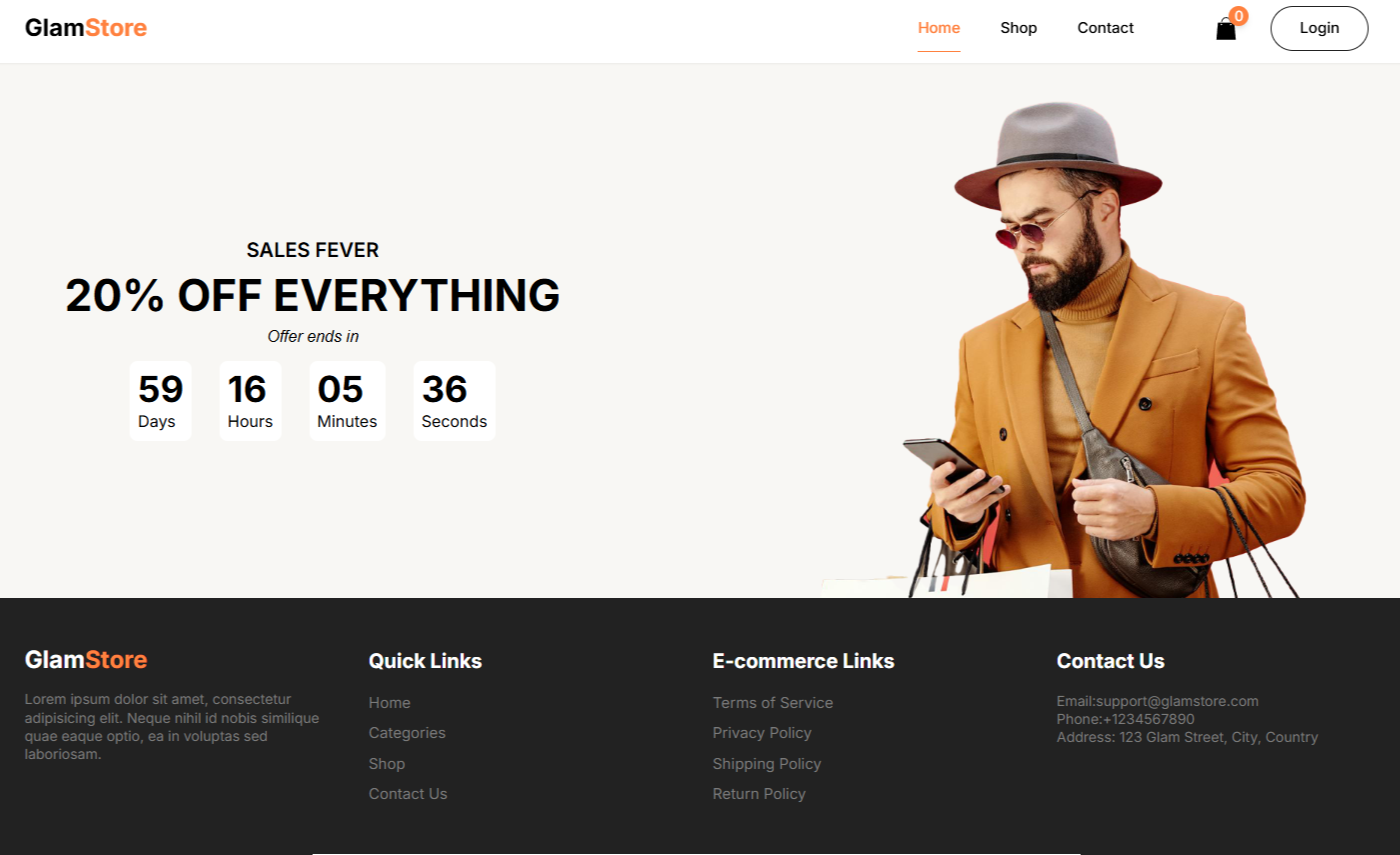 GlamStore
Home
Shop
Contact
0
Login
SALES FEVER
20% OFF EVERYTHING
Offer ends in
59
Days
16
Hours
05
Minutes
36
Seconds
GlamStore
Lorem ipsum dolor sit amet, consectetur
adipisicing elit. Neque nihil id nobis similique
quae eaque optio, ea in voluptas sed
laboriosam.
Quick Links
Home
Categories
Shop
Contact Us
E-commerce Links
Terms of Service
Privacy Policy
Shipping Policy
Return Policy
Contact Us
Email:support@glamstore.com
Phone:+1234567890
Address: 123 Glam Street, City, Country